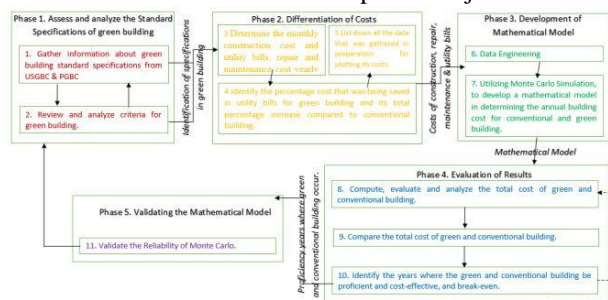 Phase 1. Assess and analyze the Standard
Specifications of green building
1. Gather information about green
building standard specifications from
USGBC & PGBC
2. Review and analyze criteria for
green building.
Identification of specifications
in green building
Phase 2. Differentiation of Costs
3 Determine the monthly
construction cost and
utility bills, repair and
maintenance cost yearly
5 List down all the data
that was gathered in
preparation for
plotting its costs.
4 Identify the percentage cost that was being saved
in utility bills for green building and its total
percentage increase compared to conventional
building.
Costs of construction, repair,
maintenance & utility bills
Phase 3. Development of
Mathematical Model
6. Data Engineering
7. Utilizing Monte Carlo Simulation,
to develop a mathematical model
in determining the annual building
cost for conventional and green
building.
Mathematical Model
Phase 4. Evaluation of Results
8. Compute, evaluate and analyze the total cost of green and
conventional building.
9. Compare the total cost of green and conventional building.
10. Identify the years where the green and conventional building be
proficient and cost-effective, and break-even.
Proficiency years where green
and conventional building occur.
Phase 5. Validating the Mathematical Model
11. Validate the Reliability of Monte Carlo.